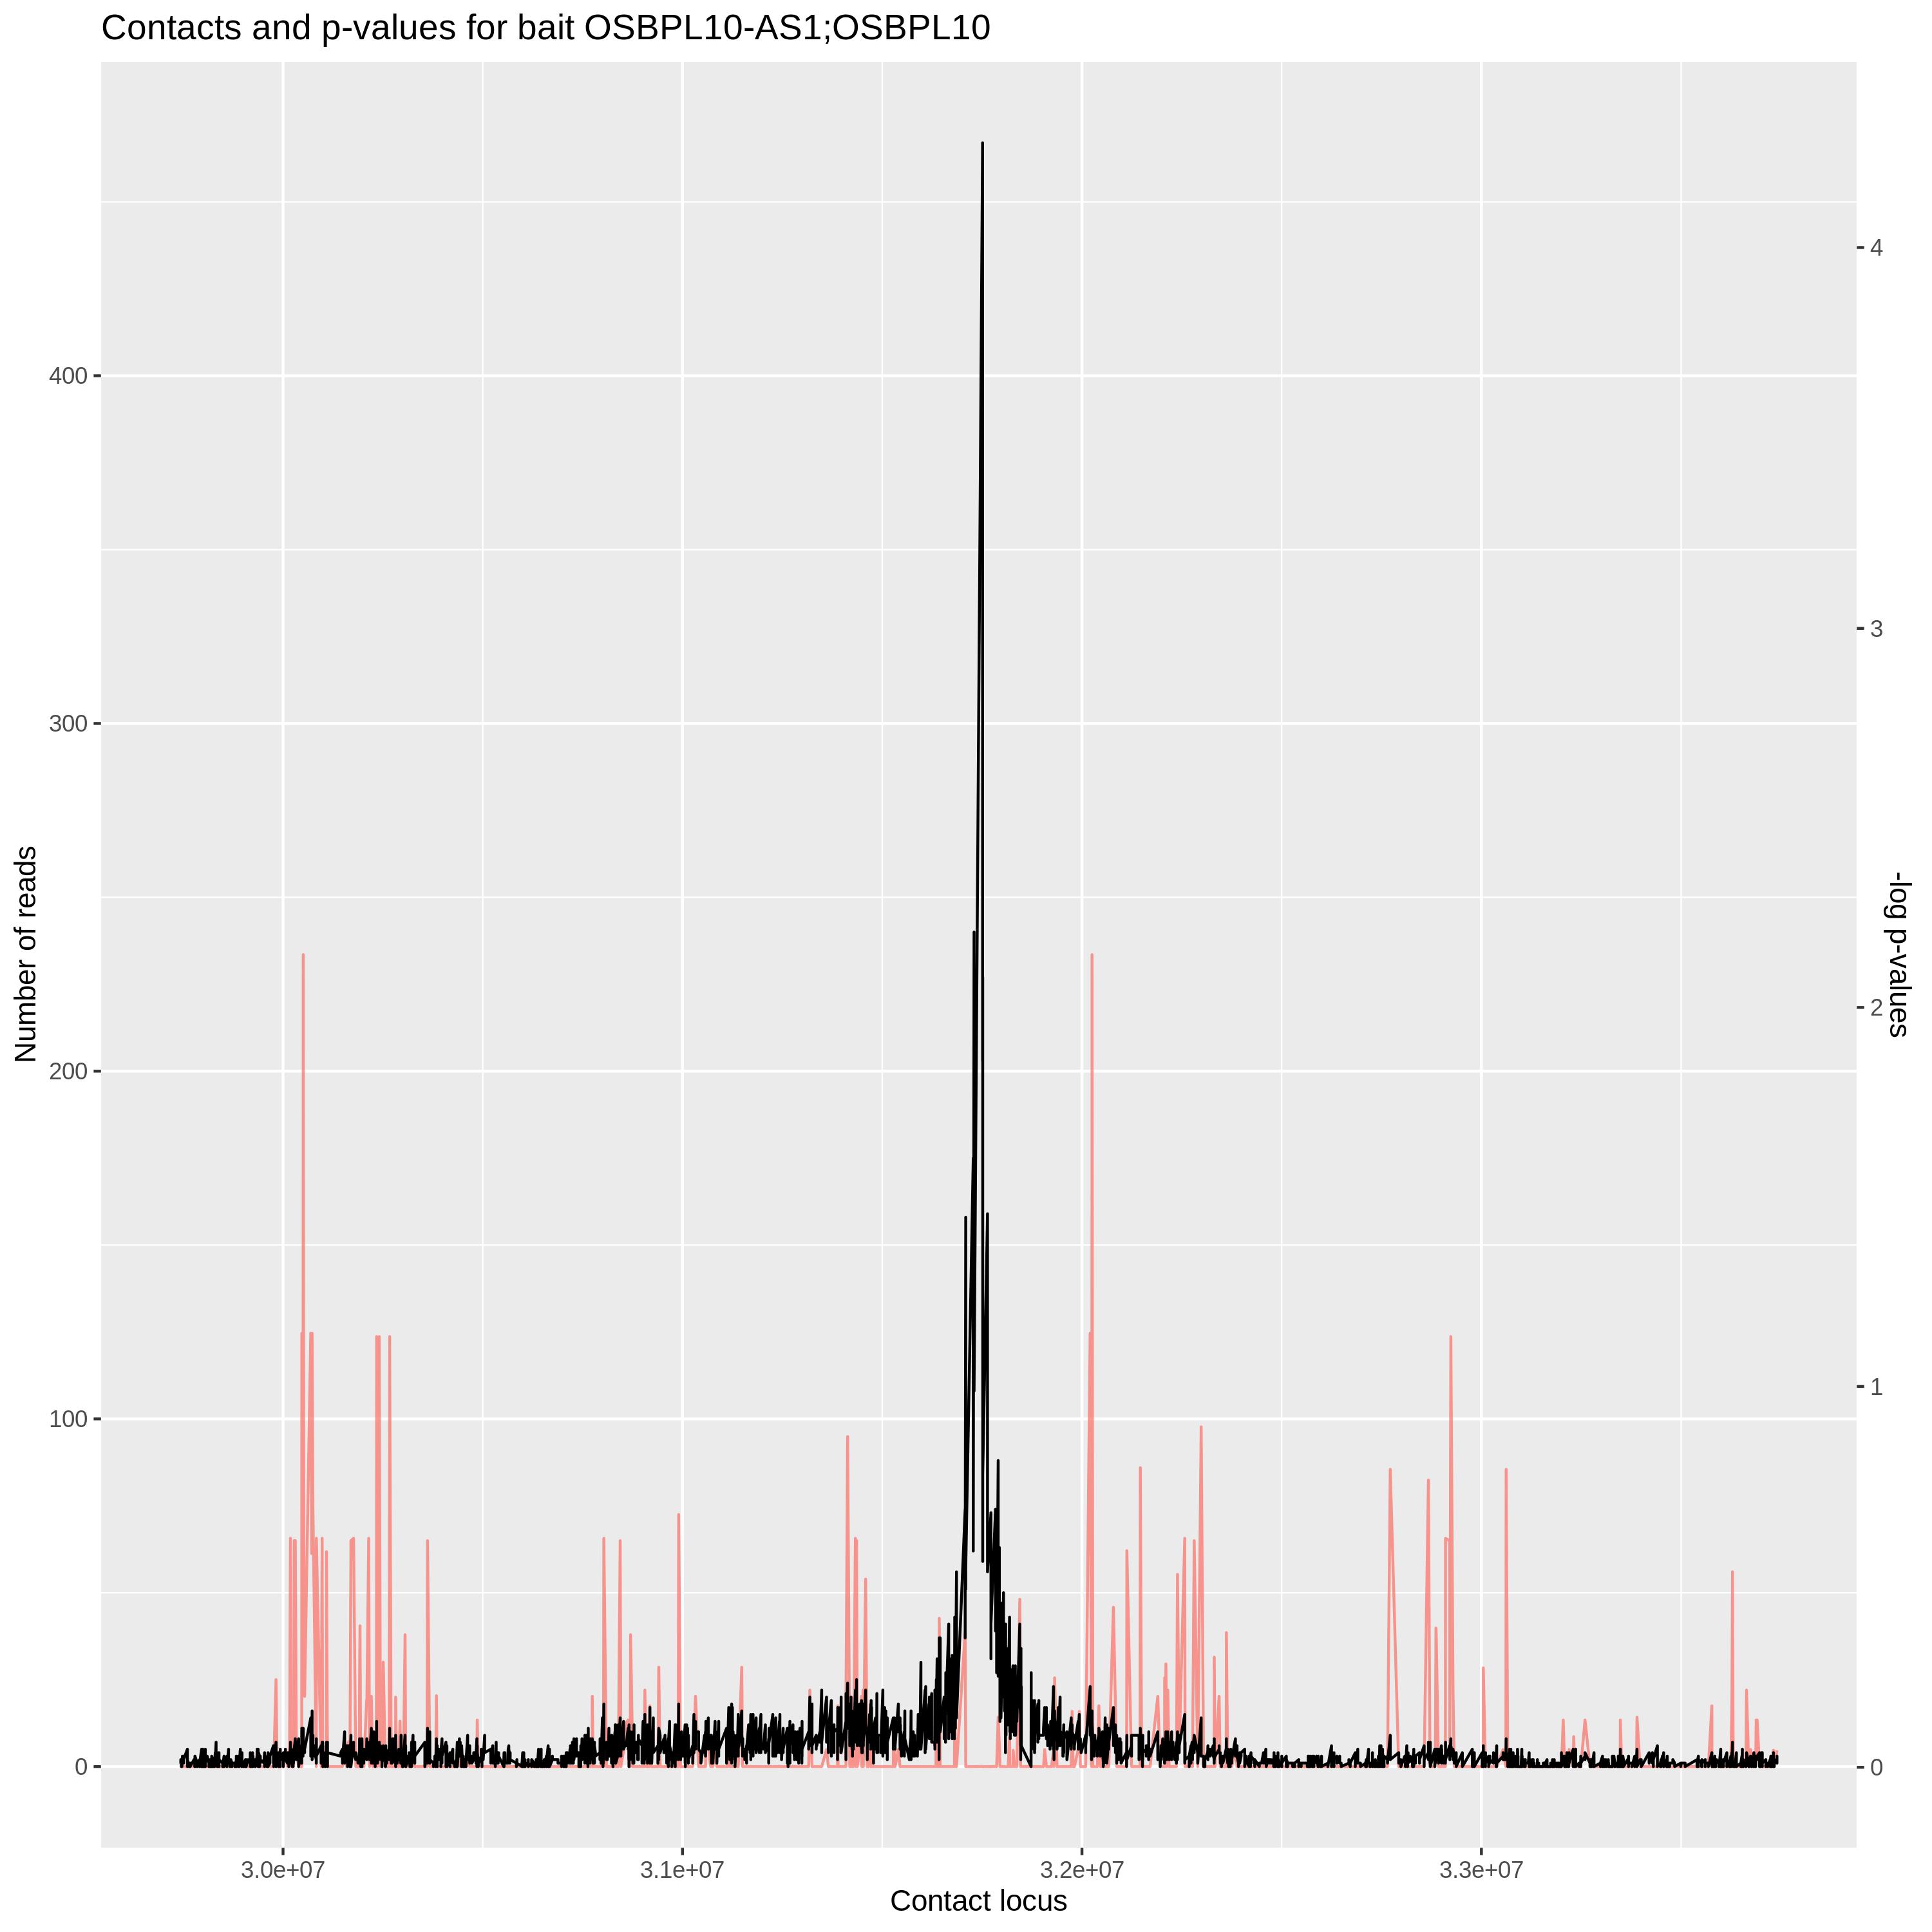 Contacts and p-values for bait OSBPL10-AS1;OSBPL10
Number of reads
400
300
200
100
0
4
3
2
1
0
-log p-values
3.0e+07 3.1e+07 3.2e+07 3.3e+07
Contact locus